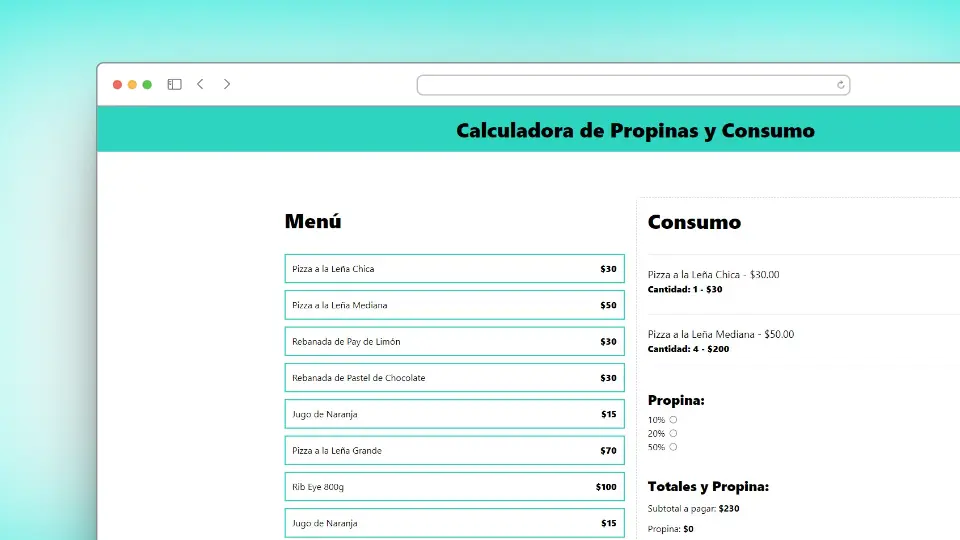 Calculadora de Propinas y Consumo
Menú
Pizza a la Leña Chica $30
Pizza a la Leña Mediana $50
Rebanada de Pay de Limón $30
Rebanada de Pastel de Chocolate $30
Jugo de Naranja $15
Pizza a la Leña Grande $70
Rib Eye 800g $100
Jugo de Naranja $15
Consumo
Pizza a la Leña Chica - $30.00
Cantidad: 1 - $30
Pizza a la Leña Mediana - $50.00
Cantidad: 4 - $200
Propina:
10%
20%
50%
Totales y Propina:
Subtotal a pagar: $230
Propina: $0